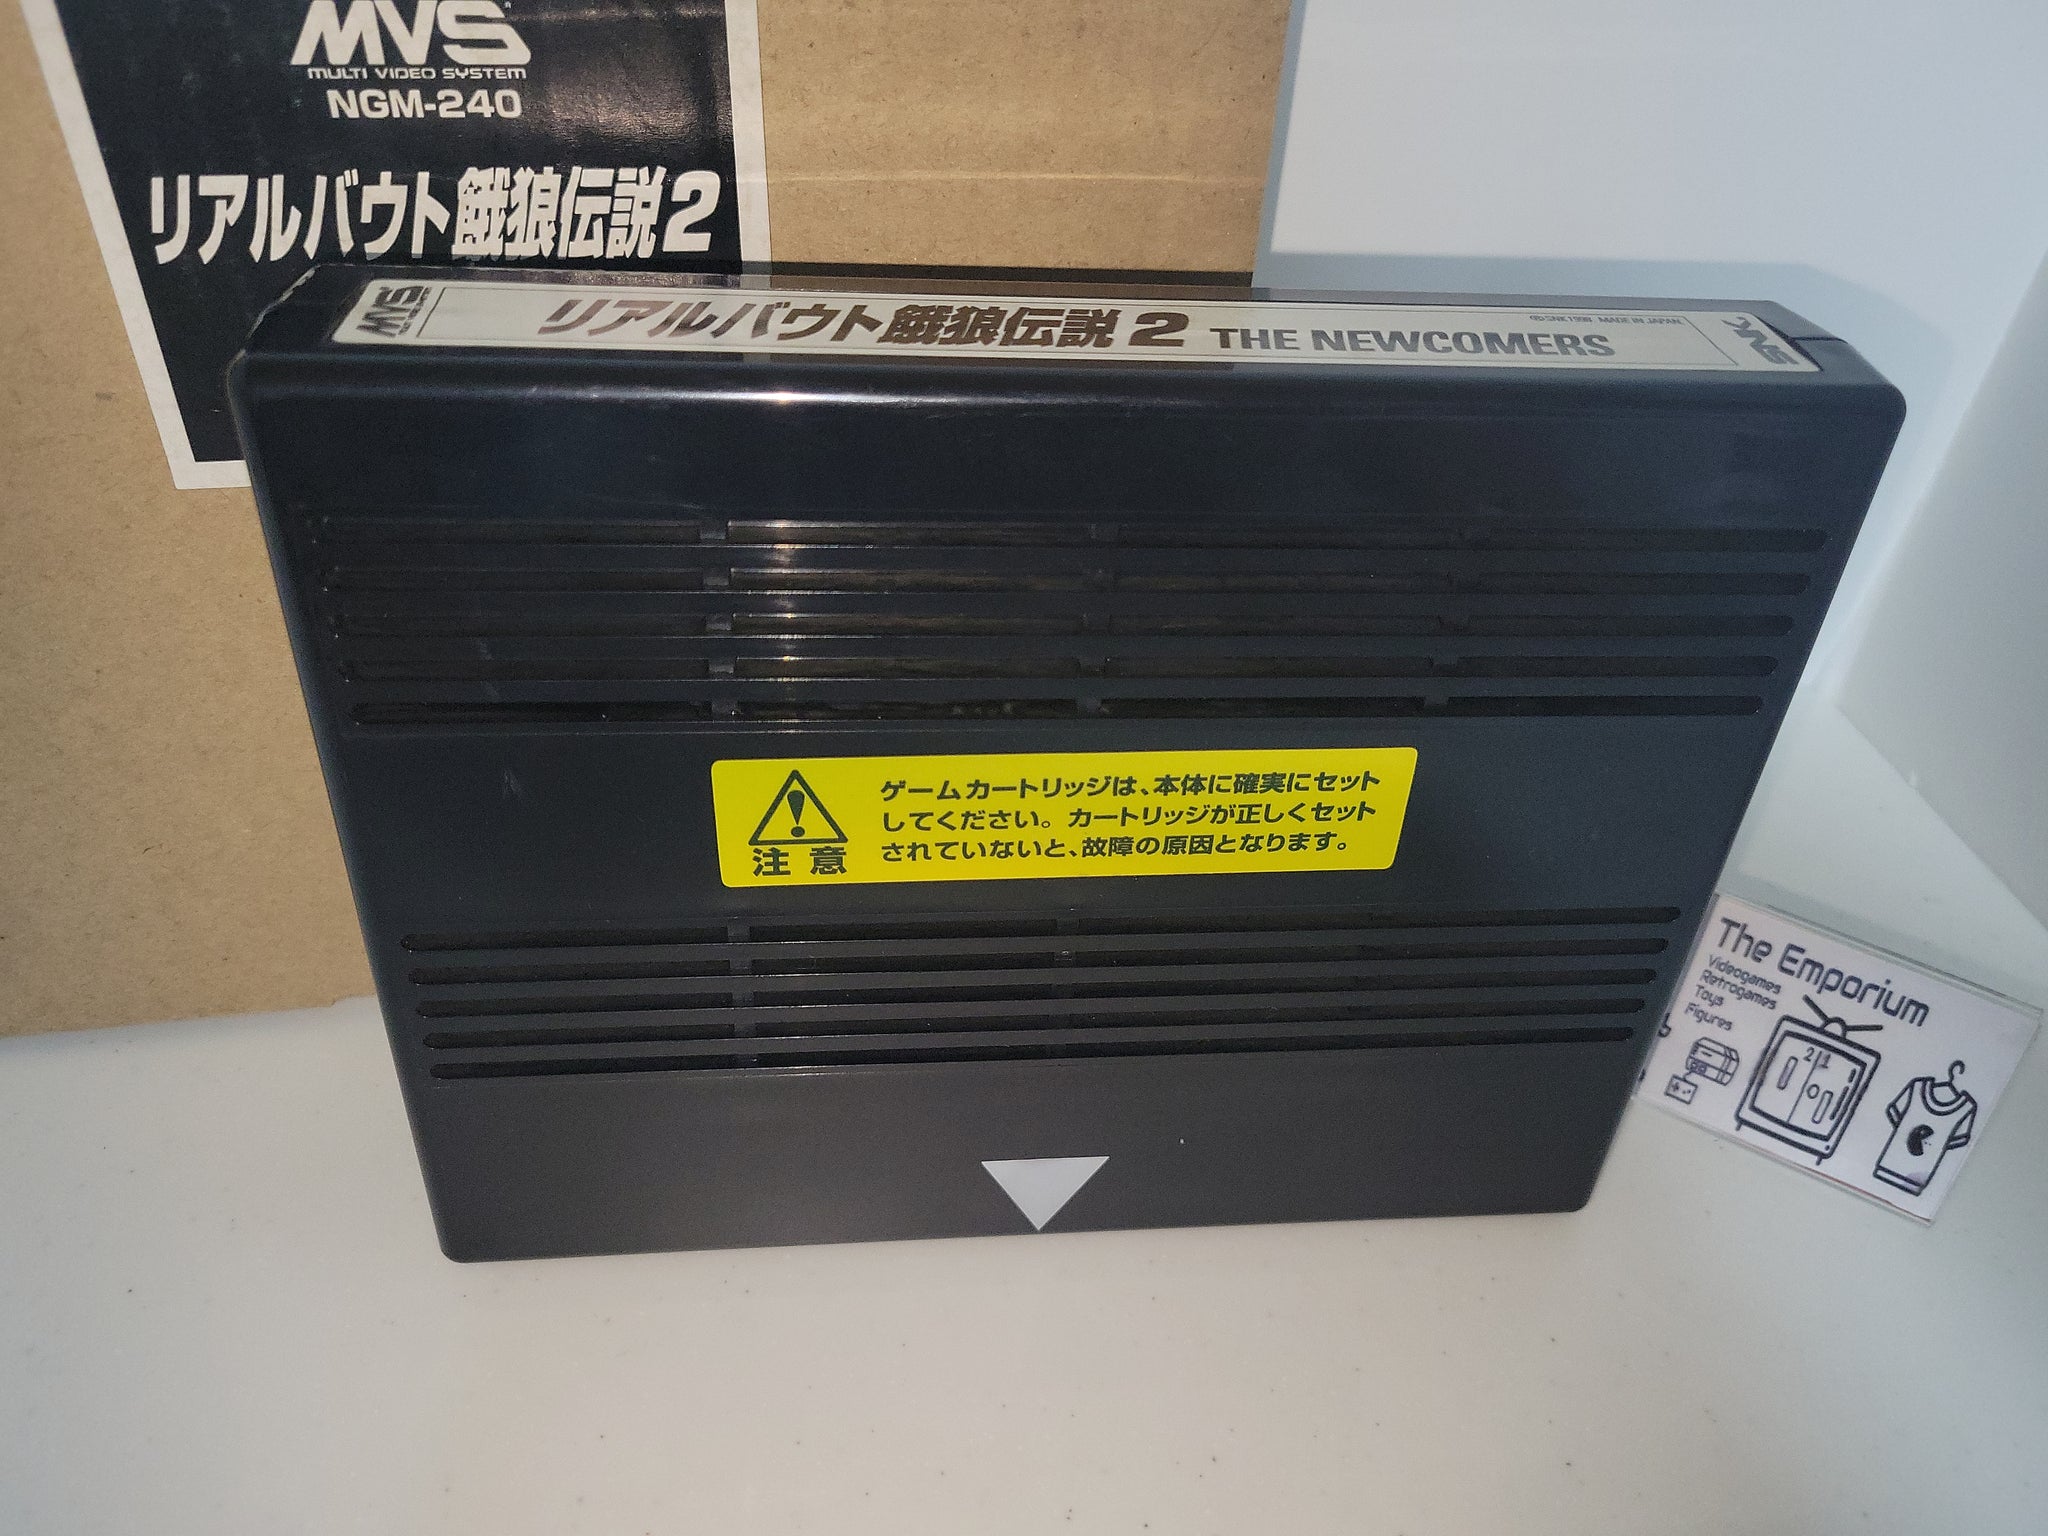 MVS
MULTI VIDEO SYSTEM
NGM-240
リアルバウト餓狼伝説2
MVS
リアルバウト餓狼伝説2 THE NEWCOMERS
©SNK 1998 MADE IN JAPAN
SNK
注意
ゲームカートリッジは、本体に確実にセット
してください。カートリッジが正しくセット
されていないと、故障の原因となります。
The Emporium
Videogames
Retrogames
Toys
Figures